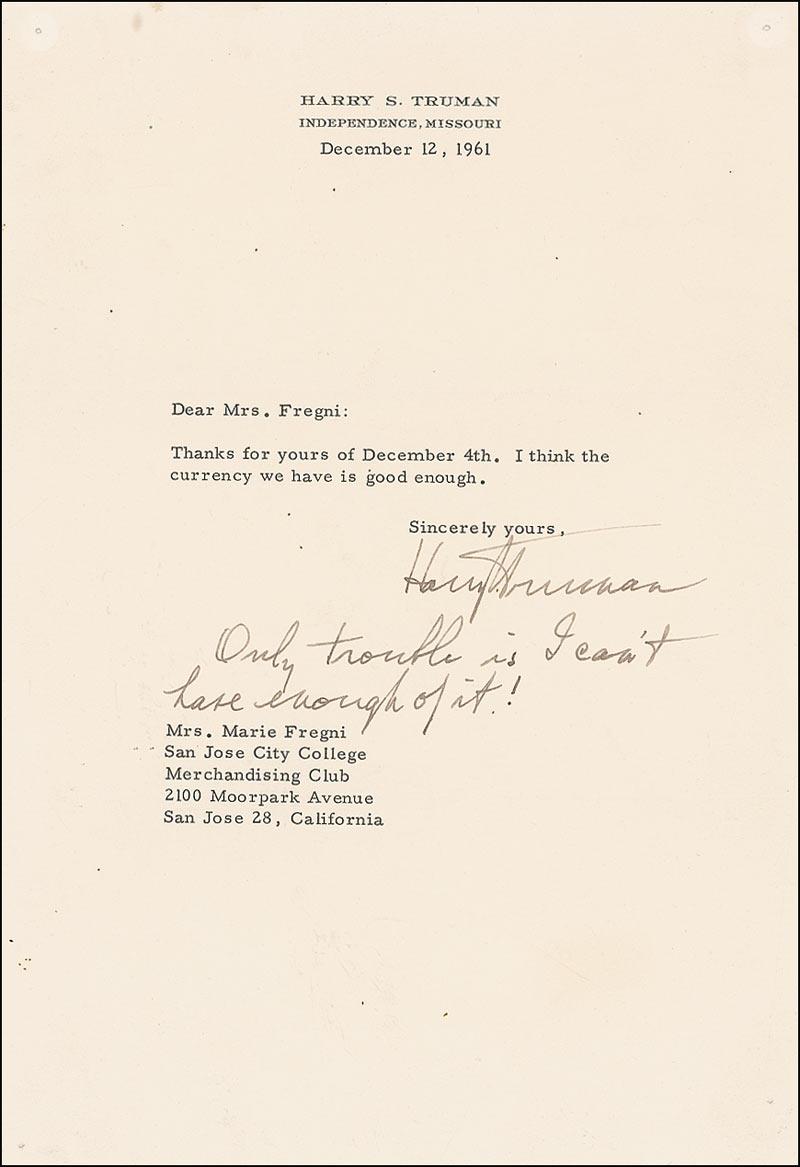 HARRY S. TRUMAN
INDEPENDENCE, MISSOURI
December 12, 1961
Dear Mrs. Fregni:
Thanks for yours of December 4th. I think the
currency we have is good enough.
Sincerely yours,
Harry Truman
Only trouble is I can't
have enough of it!
Mrs. Marie Fregni
San Jose City College
Merchandising Club
2100 Moorpark Avenue
San Jose 28, California